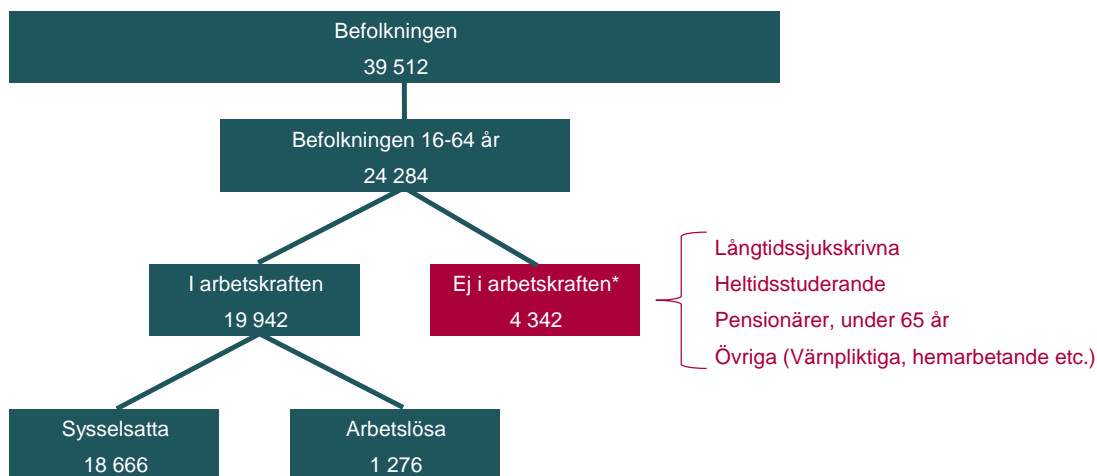 Befolkningen
39 512
Befolkningen 16-64 år
24 284
I arbetskraften
19 942
Ej i arbetskraften*
4 342
Långtidssjukskrivna
Heltidsstuderande
Pensionärer, under 65 år
Övriga (Värnpliktiga, hemarbetande etc.)
Sysselsatta
18 666
Arbetslösa
1 276